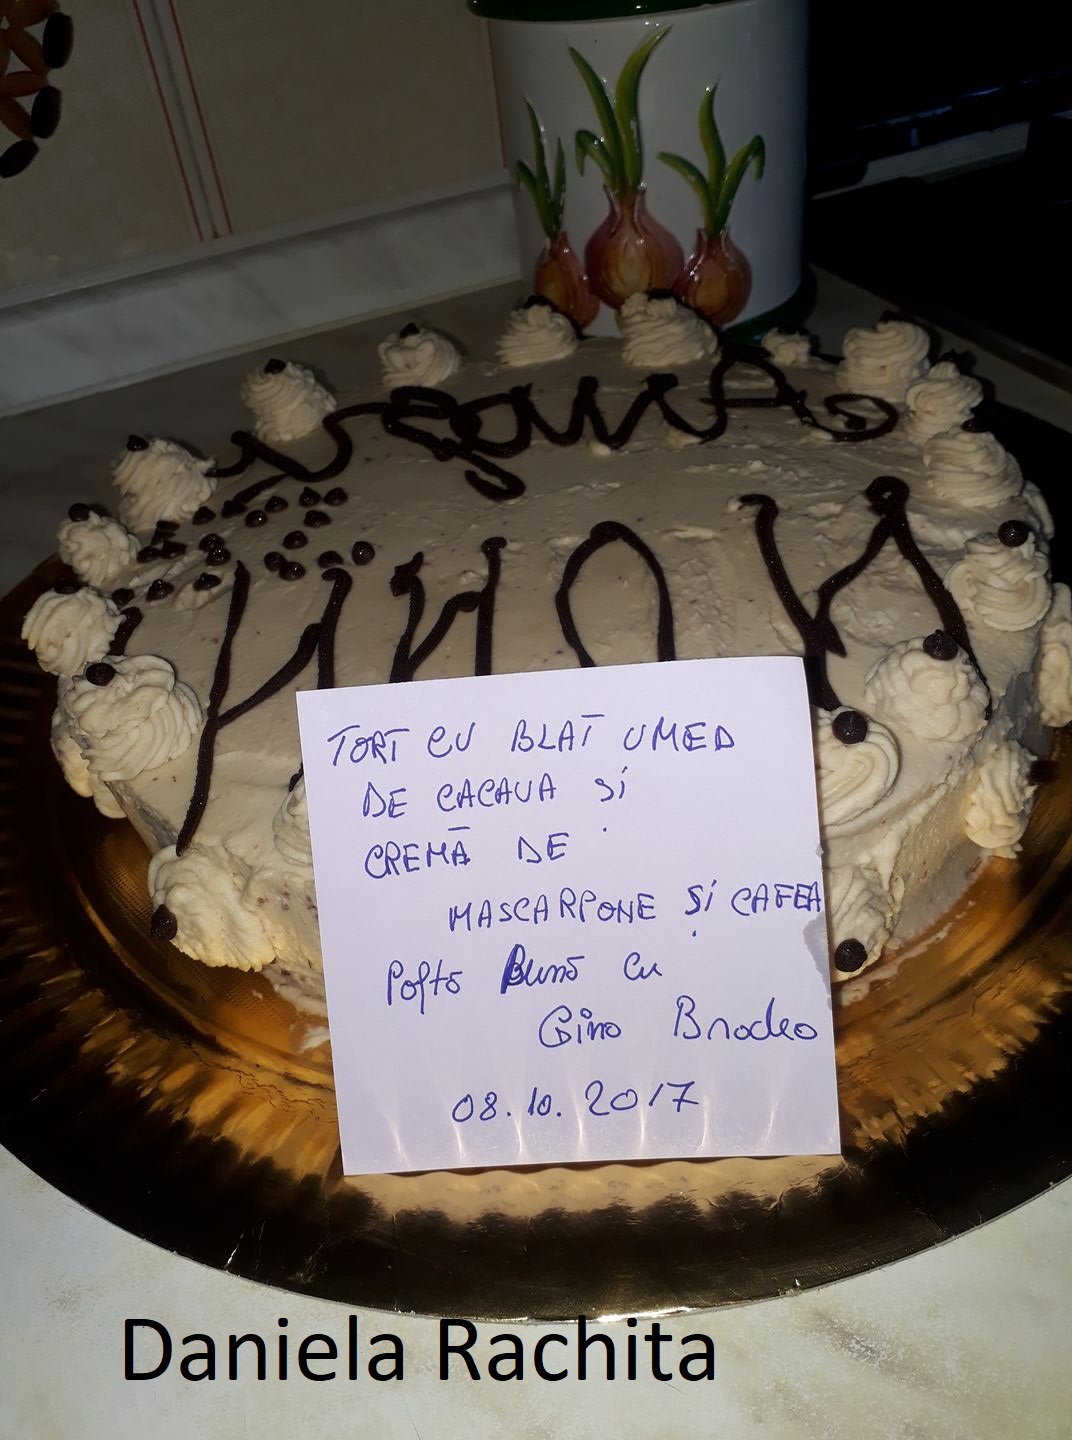 TORT CU BLAT UMED
DE CACAUA ȘI
CREMĂ DE
MASCARPONE ȘI CAFEA
Poftă Bună cu
Gina Bradea
08.10.2017
Daniela Rachita